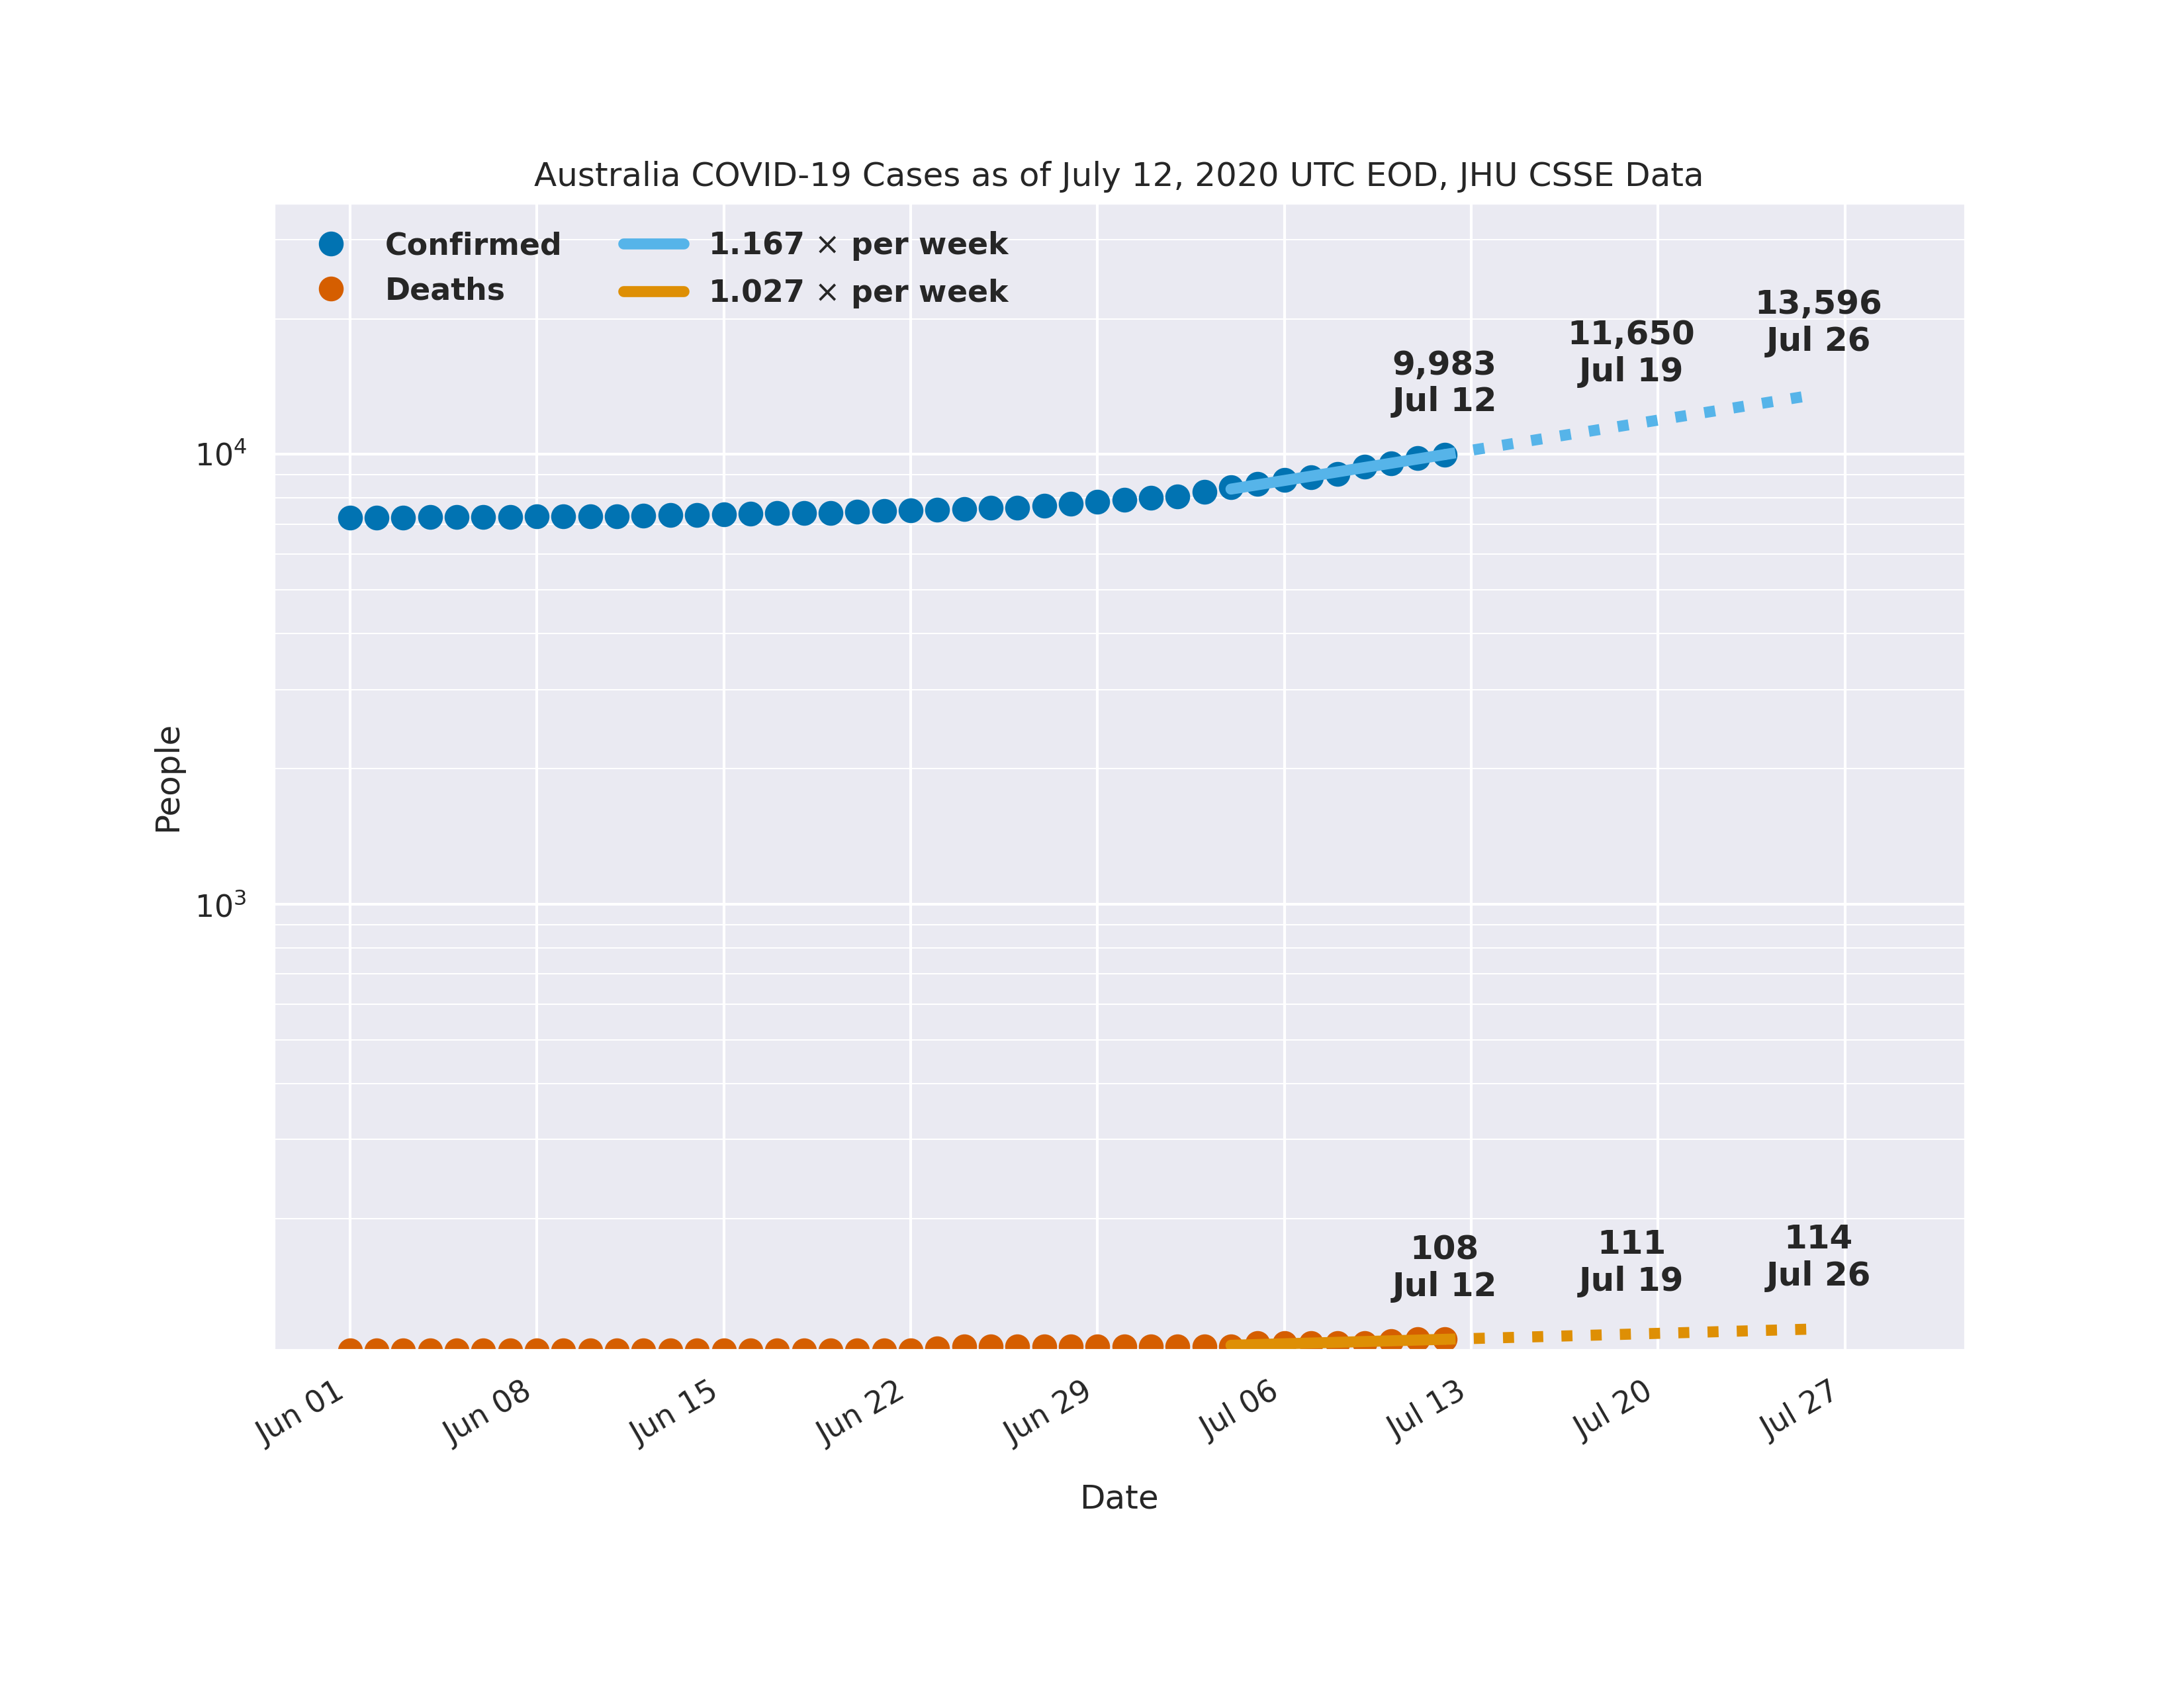 Australia COVID-19 Cases as of July 12, 2020 UTC EOD, JHU CSSE Data
Confirmed
Deaths
1.167 × per week
1.027 × per week
13,596
Jul 26
11,650
Jul 19
9,983
Jul 12
10⁴
10³
People
108
Jul 12
111
Jul 19
114
Jul 26
Jun 01
Jun 08
Jun 15
Jun 22
Jun 29
Jul 06
Jul 13
Jul 20
Jul 27
Date